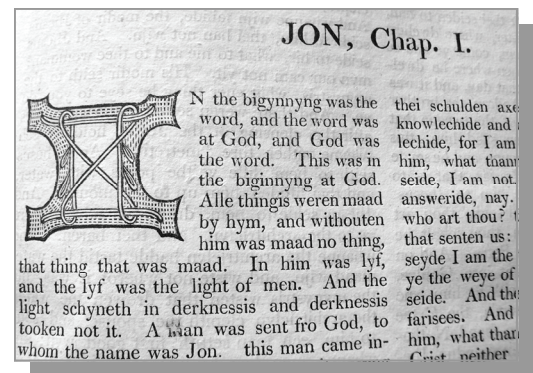 JON, Chap. I.
IN the bigynnyng was the
word, and the word was
at God, and God was
the word. This was in
the biginnyng at God.
Alle thingis weren maad
by hym, and withouten
him was maad no thing,
that thing that was maad. In him was lyf,
and the lyf was the light of men. And the
light schyneth in derknessis and derknessis
tooken not it. A Man was sent fro God, to
whom the name was Jon. this man came in-
thei schulden axe
knowlechide and
lechide, for I am
him, what thann
seide, I am not.
answeride, nay.
who art thou?
that senten us:
seyde I am the
ye the weye of
seide. And the
farisees. And
him, what than
Crist neither